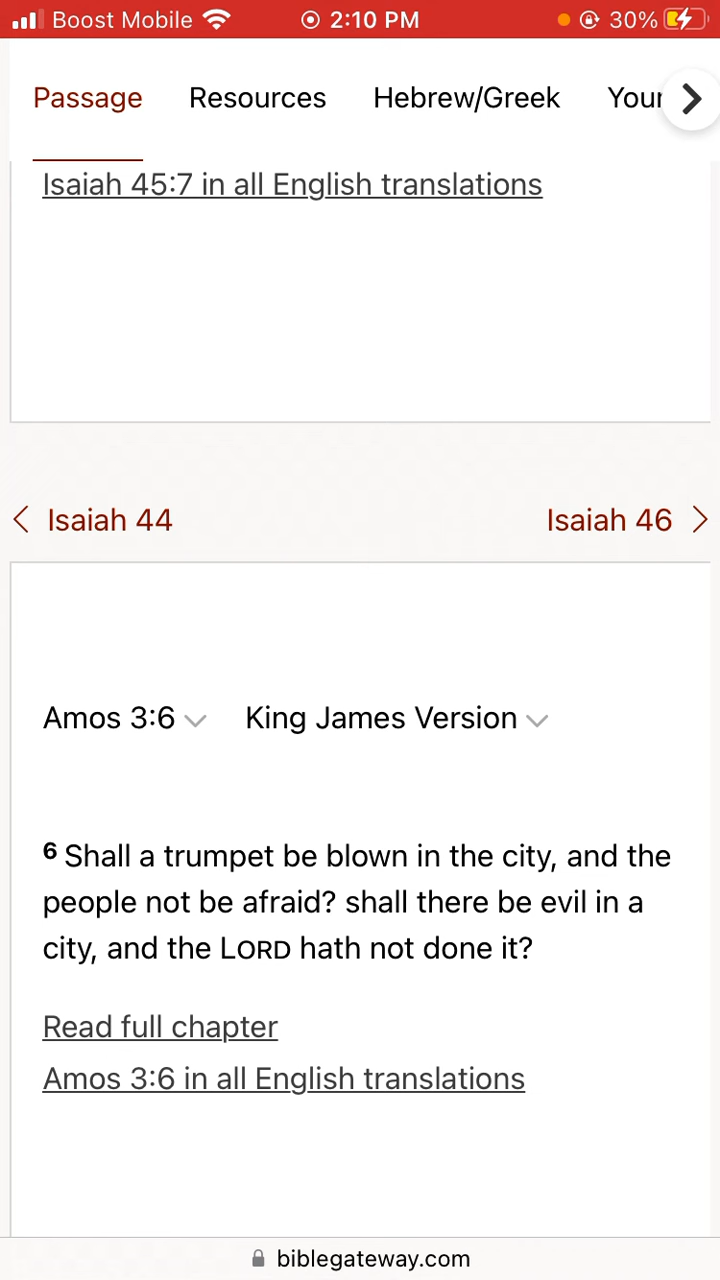 Boost Mobile 2:10 PM 30%
Passage Resources Hebrew/Greek Your
Isaiah 45:7 in all English translations
Isaiah 44 Isaiah 46
Amos 3:6 King James Version
6 Shall a trumpet be blown in the city, and the
people not be afraid? shall there be evil in a
city, and the LORD hath not done it?
Read full chapter
Amos 3:6 in all English translations
biblegateway.com